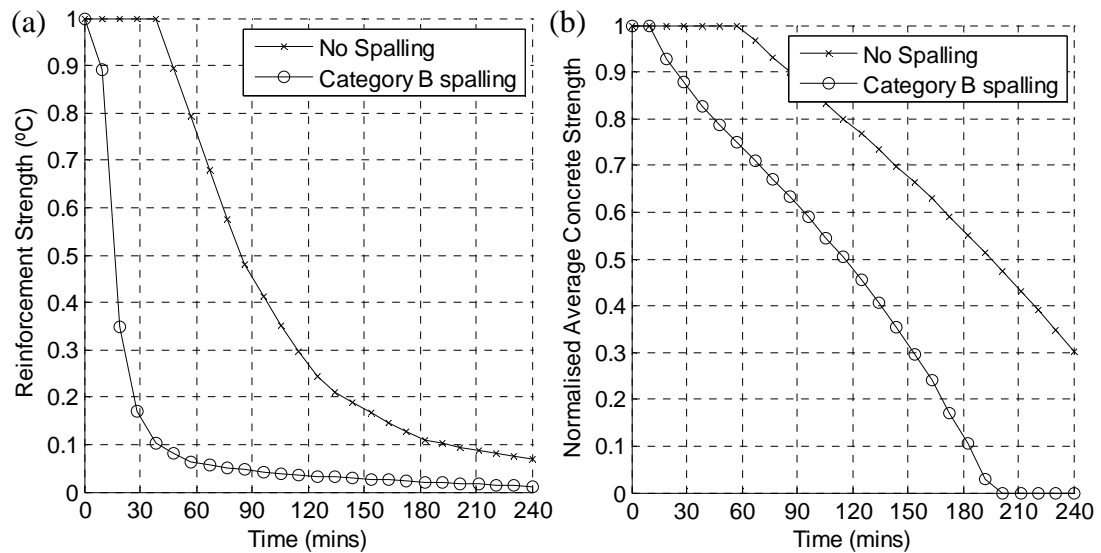 (a)
No Spalling
Category B spalling
Reinforcement Strength (ºC)
1
0.9
0.8
0.7
0.6
0.5
0.4
0.3
0.2
0.1
0
0 30 60 90 120 150 180 210 240
Time (mins)
(b)
No Spalling
Category B spalling
Normalised Average Concrete Strength
1
0.9
0.8
0.7
0.6
0.5
0.4
0.3
0.2
0.1
0
0 30 60 90 120 150 180 210 240
Time (mins)